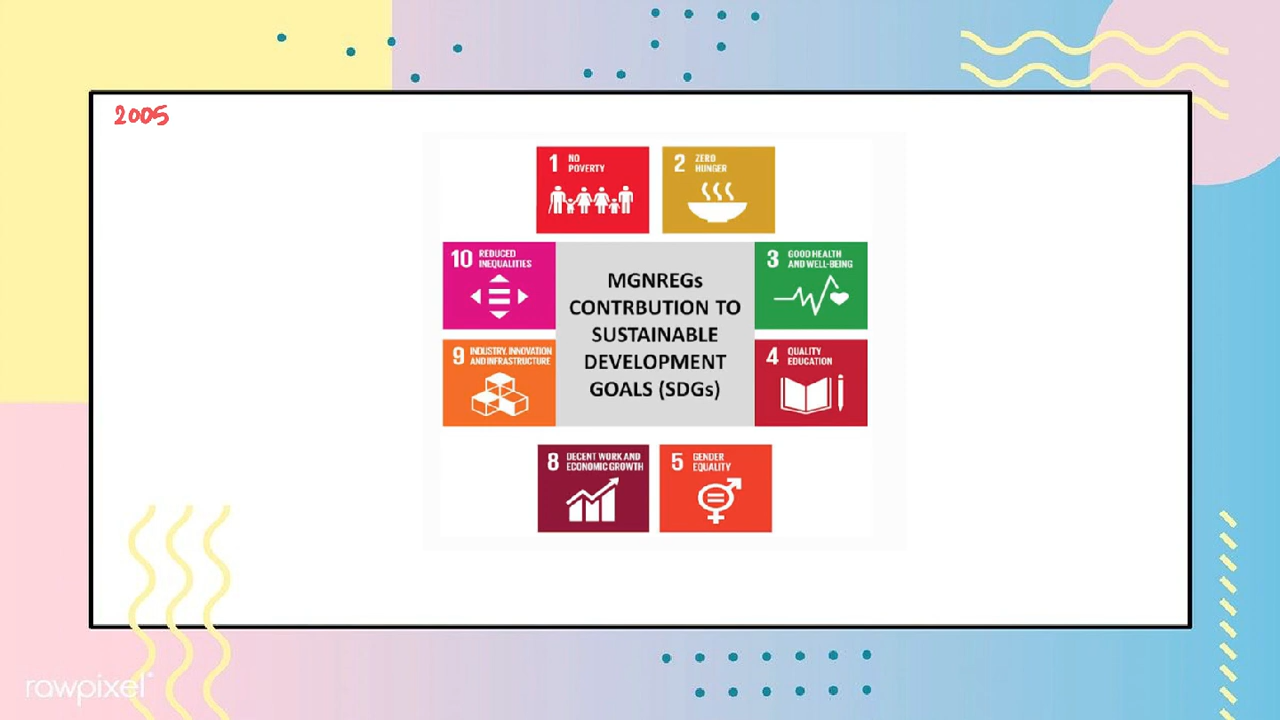 2005
1 NO
POVERTY
2 ZERO
HUNGER
10 REDUCED
INEQUALITIES
MGNREGs
CONTRBUTION TO
SUSTAINABLE
DEVELOPMENT
GOALS (SDGs)
3 GOOD HEALTH
AND WELL-BEING
9 INDUSTRY, INNOVATION
AND INFRASTRUCTURE
4 QUALITY
EDUCATION
8 DECENT WORK AND
ECONOMIC GROWTH
5 GENDER
EQUALITY
rawpixel